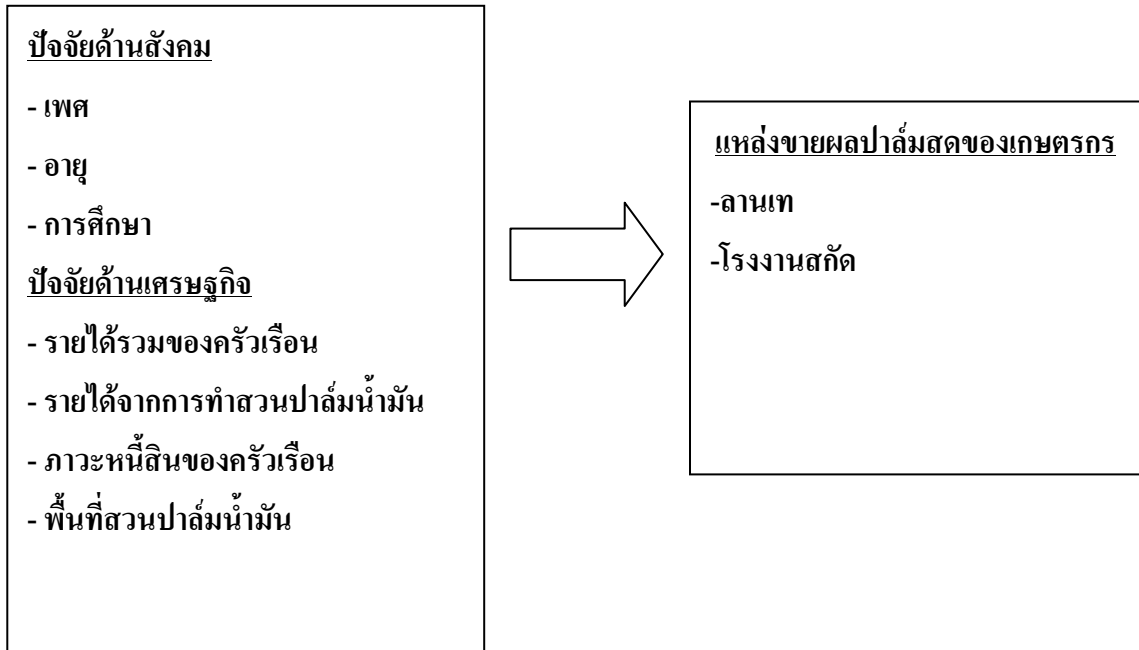 ปัจจัยด้านสังคม
- เพศ
- อายุ
- การศึกษา
ปัจจัยด้านเศรษฐกิจ
- รายได้รวมของครัวเรือน
- รายได้จากการทำสวนปาล์มน้ำมัน
- ภาวะหนี้สินของครัวเรือน
- พื้นที่สวนปาล์มน้ำมัน
แหล่งขายผลปาล์มสดของเกษตรกร
-ลานเท
-โรงงานสกัด